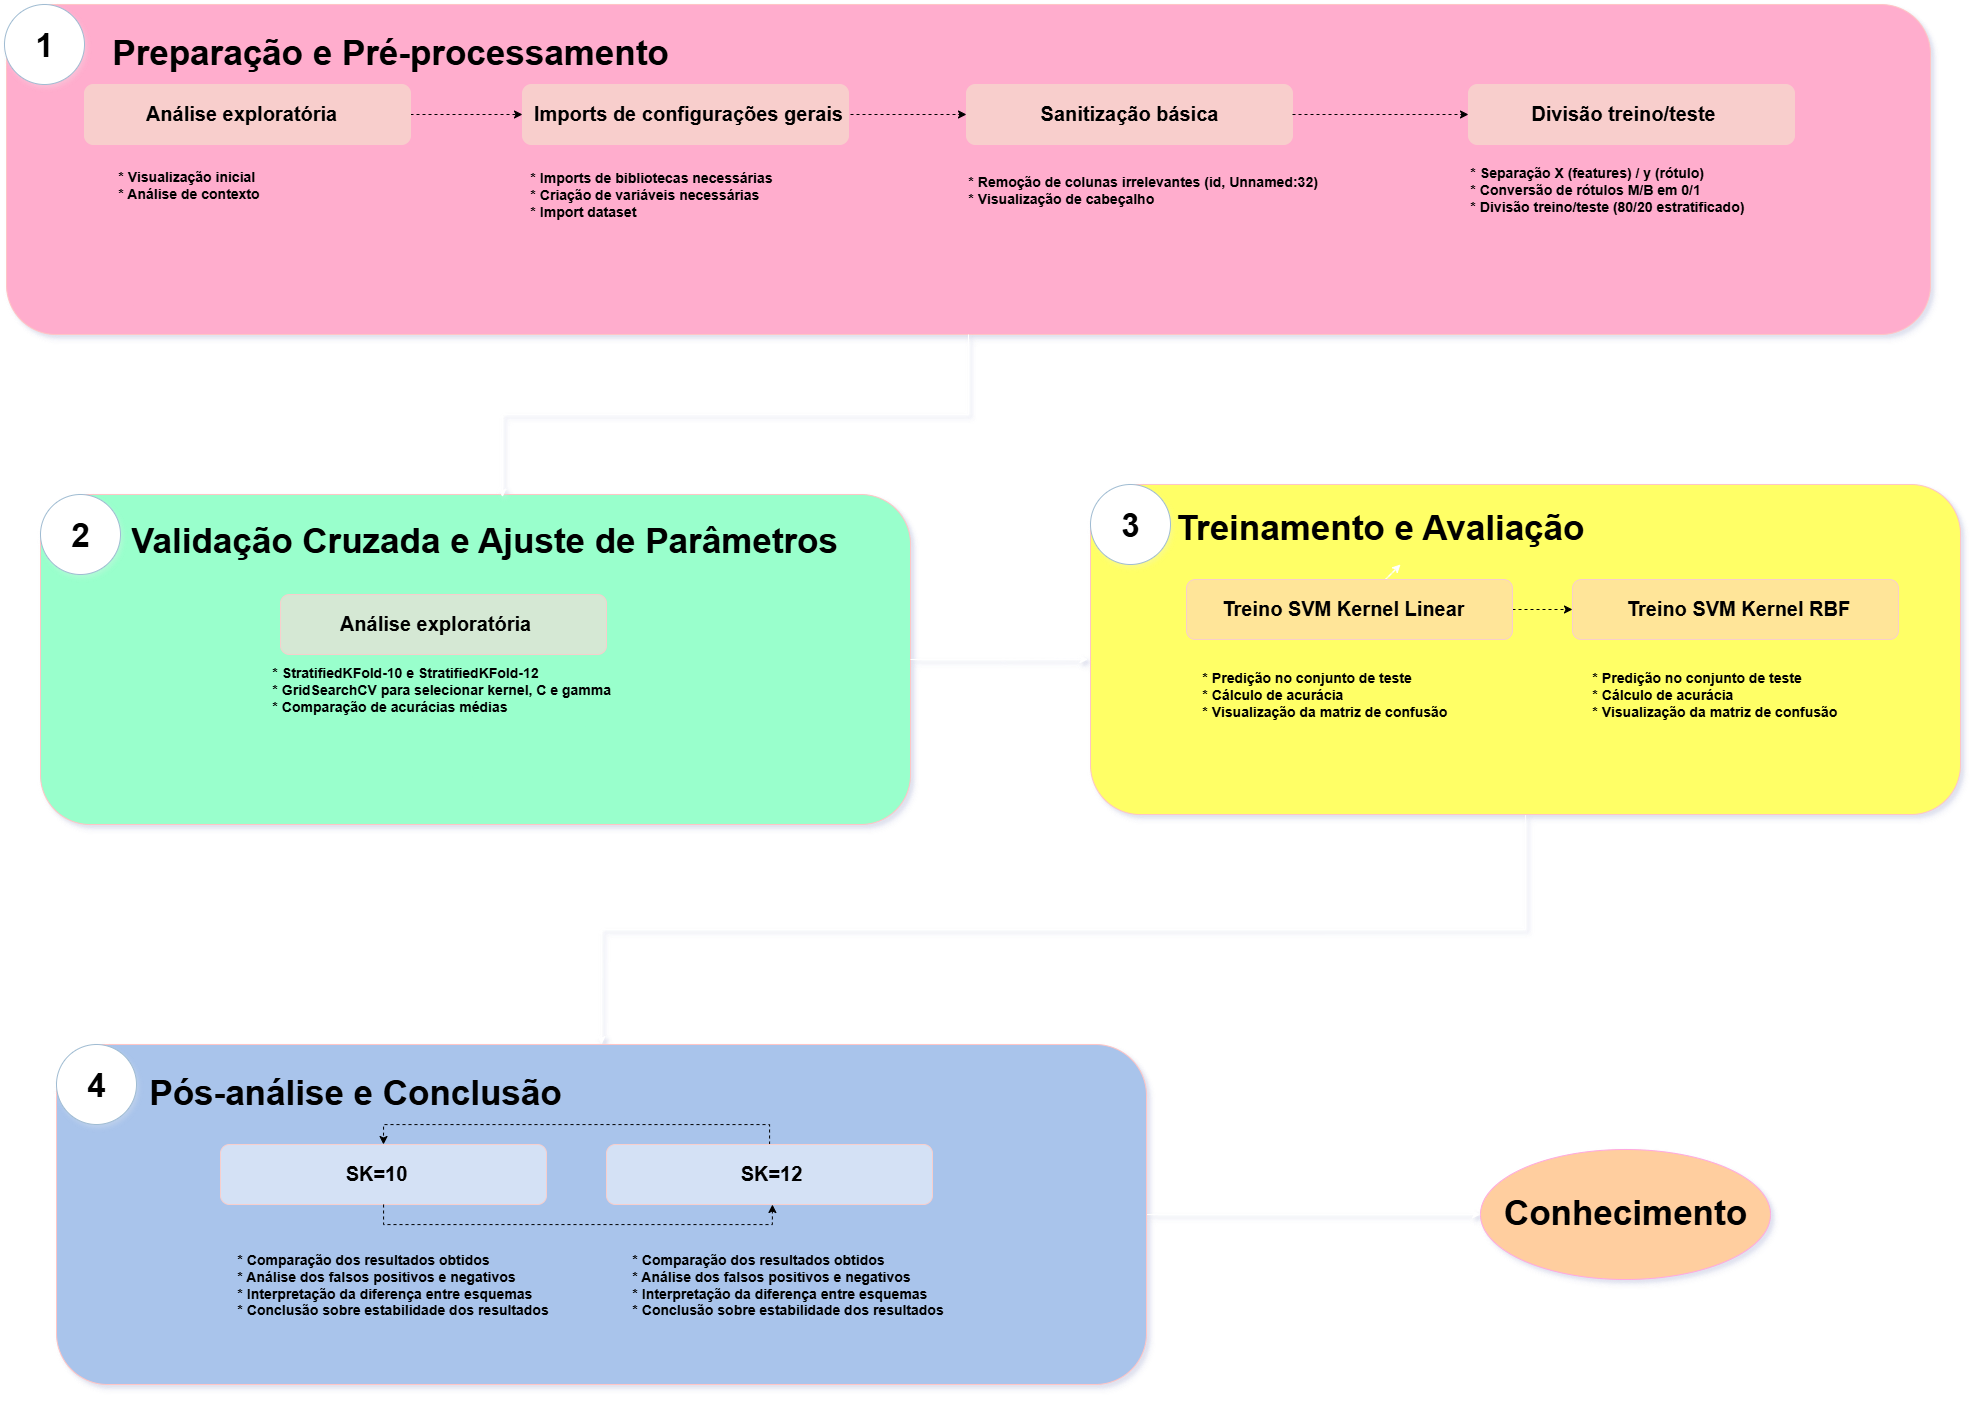 1
Preparação e Pré-processamento
Análise exploratória
* Visualização inicial
* Análise de contexto
Imports de configurações gerais
* Imports de bibliotecas necessárias
* Criação de variáveis necessárias
* Import dataset
Sanitização básica
* Remoção de colunas irrelevantes (id, Unnamed:32)
* Visualização de cabeçalho
Divisão treino/teste
* Separação X (features) / y (rótulo)
* Conversão de rótulos M/B em 0/1
* Divisão treino/teste (80/20 estratificado)
2
Validação Cruzada e Ajuste de Parâmetros
Análise exploratória
* StratifiedKFold-10 e StratifiedKFold-12
* GridSearchCV para selecionar kernel, C e gamma
* Comparação de acurácias médias
3
Treinamento e Avaliação
Treino SVM Kernel Linear
* Predição no conjunto de teste
* Cálculo de acurácia
* Visualização da matriz de confusão
Treino SVM Kernel RBF
* Predição no conjunto de teste
* Cálculo de acurácia
* Visualização da matriz de confusão
4
Pós-análise e Conclusão
SK=10
* Comparação dos resultados obtidos
* Análise dos falsos positivos e negativos
* Interpretação da diferença entre esquemas
* Conclusão sobre estabilidade dos resultados
SK=12
* Comparação dos resultados obtidos
* Análise dos falsos positivos e negativos
* Interpretação da diferença entre esquemas
* Conclusão sobre estabilidade dos resultados
Conhecimento